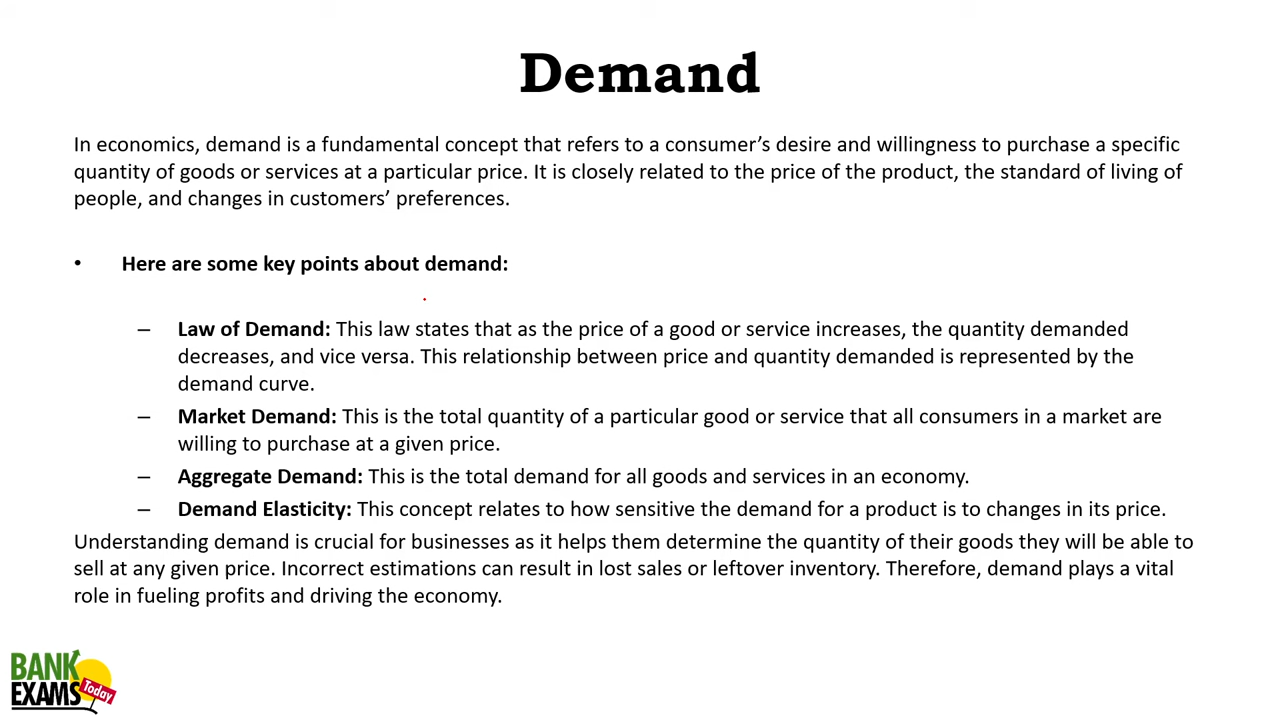 Demand
In economics, demand is a fundamental concept that refers to a consumer’s desire and willingness to purchase a specific
quantity of goods or services at a particular price. It is closely related to the price of the product, the standard of living of
people, and changes in customers’ preferences.
• Here are some key points about demand:
– Law of Demand: This law states that as the price of a good or service increases, the quantity demanded
decreases, and vice versa. This relationship between price and quantity demanded is represented by the
demand curve.
– Market Demand: This is the total quantity of a particular good or service that all consumers in a market are
willing to purchase at a given price.
– Aggregate Demand: This is the total demand for all goods and services in an economy.
– Demand Elasticity: This concept relates to how sensitive the demand for a product is to changes in its price.
Understanding demand is crucial for businesses as it helps them determine the quantity of their goods they will be able to
sell at any given price. Incorrect estimations can result in lost sales or leftover inventory. Therefore, demand plays a vital
role in fueling profits and driving the economy.
BANK
EXAMS Today